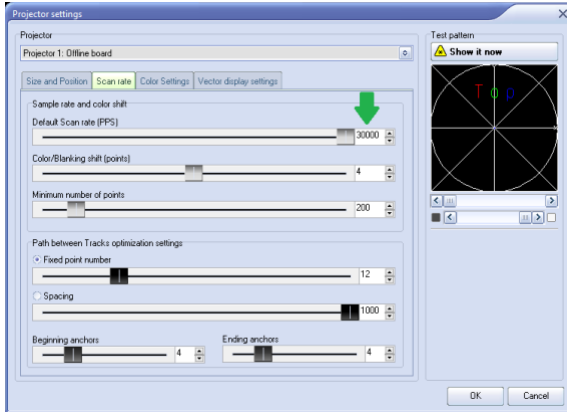 Projector settings
Projector
Projector 1: Offline board
Size and Position
Scan rate
Color Settings
Vector display settings
Sample rate and color shift
Default Scan rate (PPS)
30000
Color/Blanking shift (points)
4
Minimum number of points
200
Path between Tracks optimization settings
Fixed point number
12
Spacing
1000
Beginning anchors
4
Ending anchors
4
Test pattern
Show it now
Top
OK
Cancel